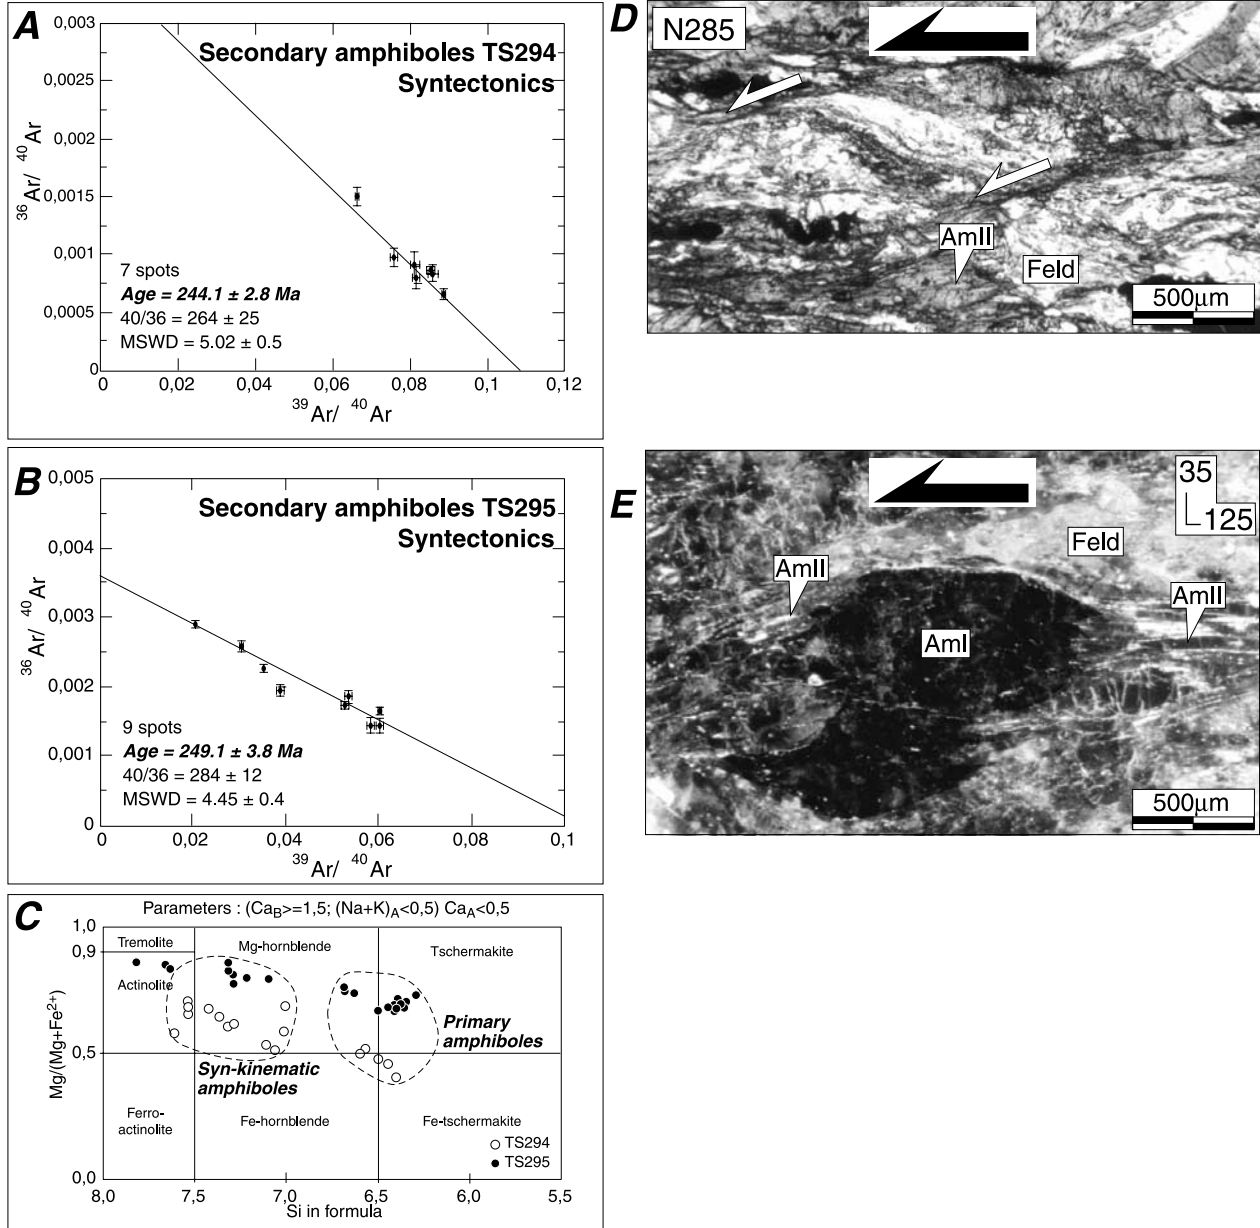 A
Secondary amphiboles TS294
Syntectonics
0,003
0,0025
0,002
0,0015
0,001
0,0005
0
36Ar/ 40Ar
7 spots
Age = 244.1 ± 2.8 Ma
40/36 = 264 ± 25
MSWD = 5.02 ± 0.5
0 0,02 0,04 0,06 0,08 0,1 0,12
39Ar/ 40Ar
B
Secondary amphiboles TS295
Syntectonics
0,005
0,004
0,003
0,002
0,001
0
36Ar/ 40Ar
9 spots
Age = 249.1 ± 3.8 Ma
40/36 = 284 ± 12
MSWD = 4.45 ± 0.4
0 0,02 0,04 0,06 0,08 0,1
39Ar/ 40Ar
C
Parameters : (CaB>=1,5; (Na+K)A<0,5) CaA<0,5
1,0
0,9
0,5
0,0
Mg/(Mg+Fe2+)
Tremolite
Mg-hornblende
Tschermakite
Actinolite
Primary
amphiboles
Syn-kinematic
amphiboles
Ferro-
actinolite
Fe-hornblende
Fe-tschermakite
TS294
TS295
8,0 7,5 7,0 6,5 6,0 5,5
Si in formula
D
N285
AmII
Feld
500µm
E
35
125
Feld
AmII
AmII
AmI
500µm